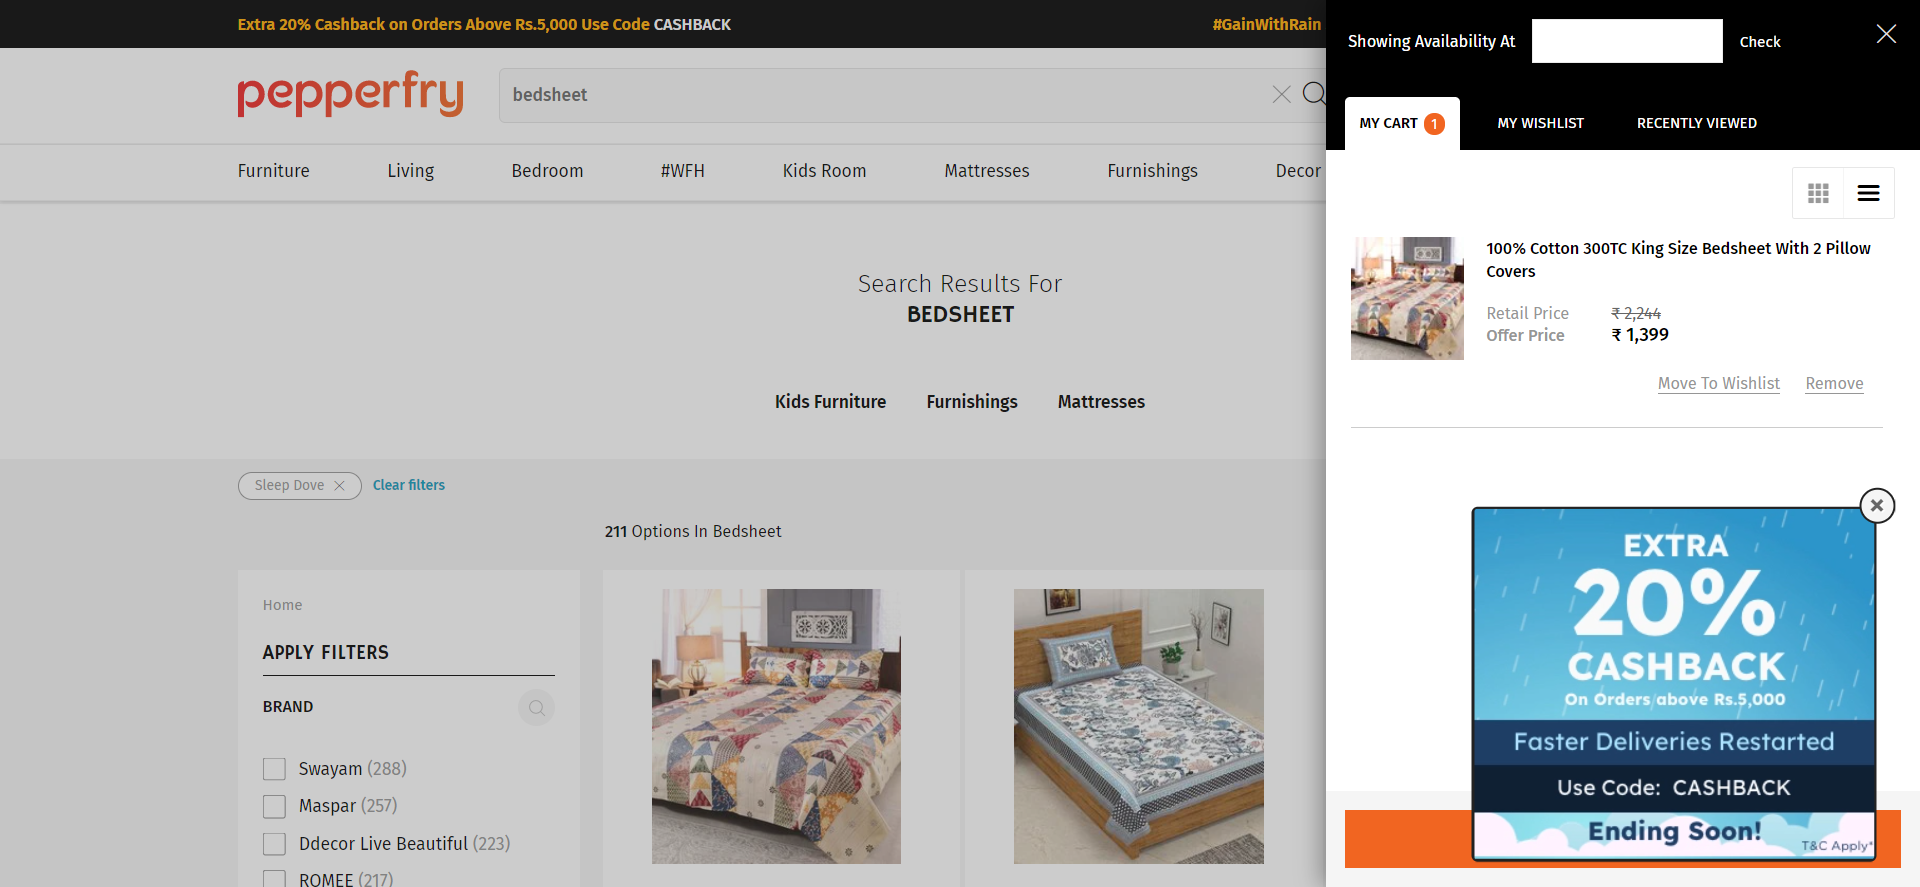 Extra 20% Cashback on Orders Above Rs.5,000 Use Code CASHBACK
#GainWithRain
pepperfry
bedsheet
Furniture
Living
Bedroom
#WFH
Kids Room
Mattresses
Furnishings
Decor
Search Results For
BEDSHEET
Kids Furniture
Furnishings
Mattresses
Sleep Dove
Clear filters
211 Options In Bedsheet
Home
APPLY FILTERS
BRAND
Swayam (288)
Maspar (257)
Ddecor Live Beautiful (223)
ROMEE (217)
Showing Availability At
Check
MY CART 1
MY WISHLIST
RECENTLY VIEWED
100% Cotton 300TC King Size Bedsheet With 2 Pillow
Covers
Retail Price ₹ 2,244
Offer Price ₹ 1,399
Move To Wishlist
Remove
EXTRA
20%
CASHBACK
On Orders above Rs.5,000
Faster Deliveries Restarted
Use Code: CASHBACK
Ending Soon!
T&C Apply*